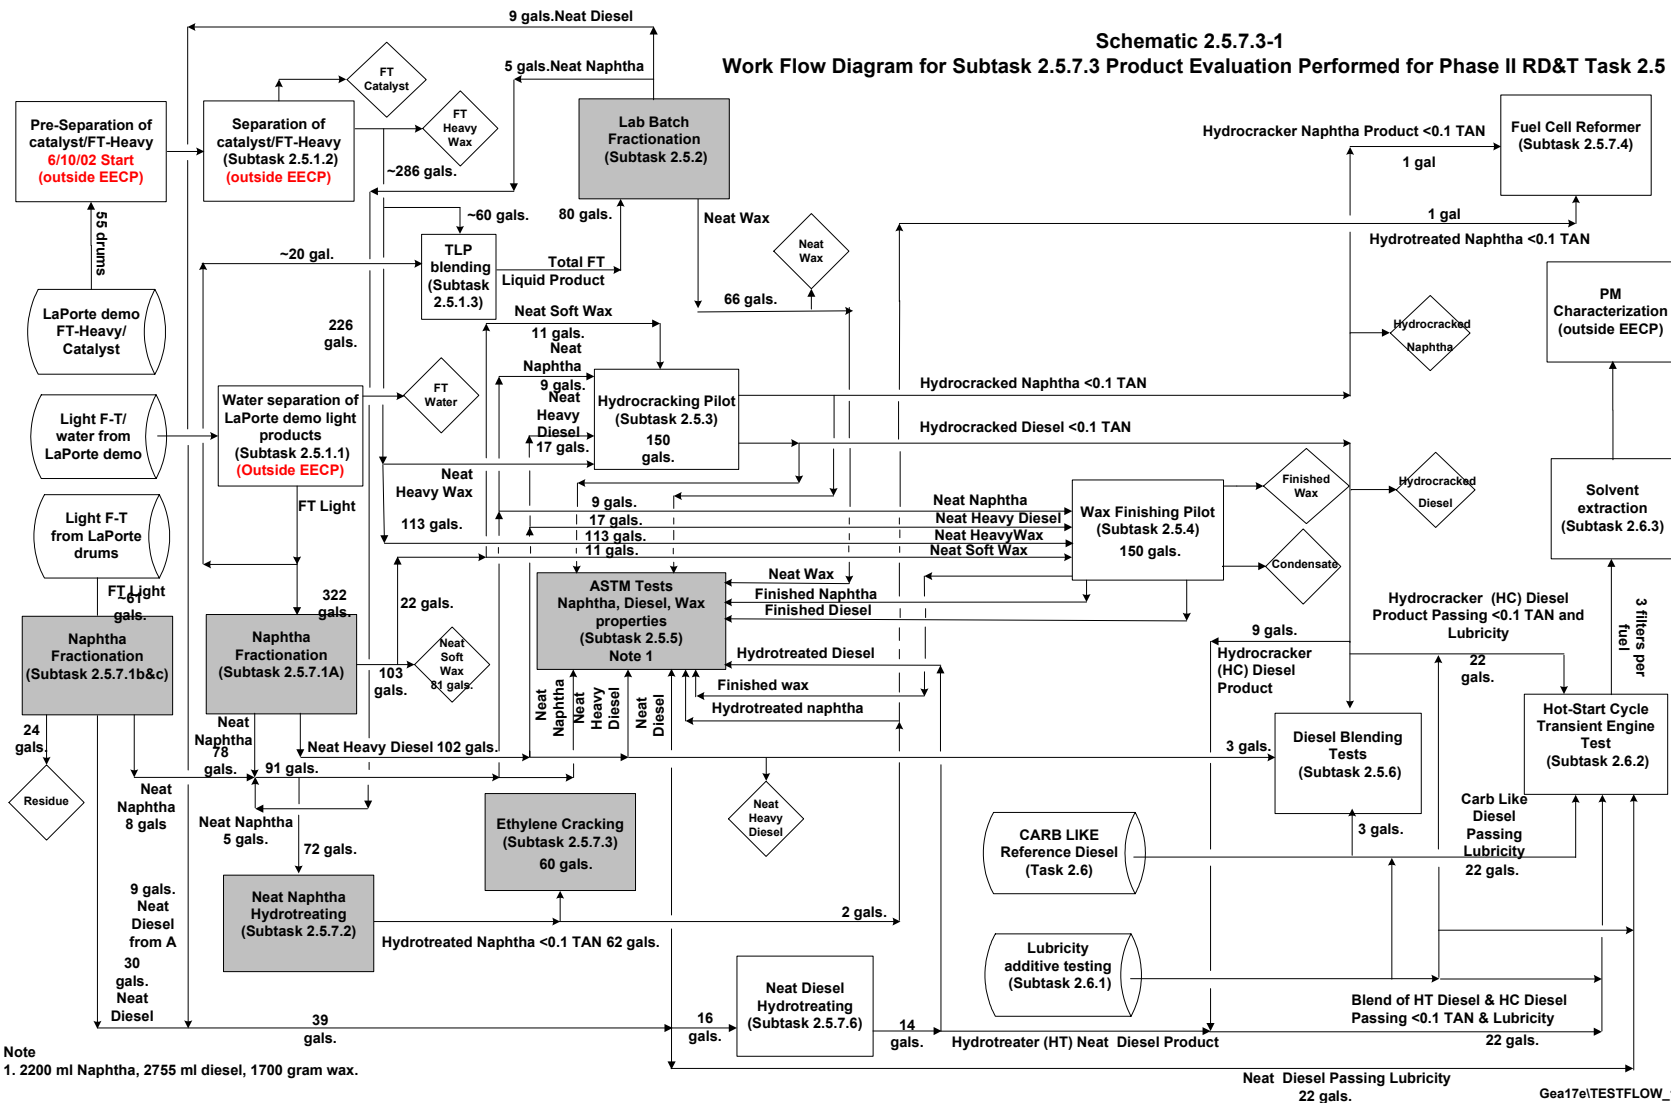 9 gals.Neat Diesel
Schematic 2.5.7.3-1
Work Flow Diagram for Subtask 2.5.7.3 Product Evaluation Performed for Phase II RD&T Task 2.5
5 gals.Neat Naphtha
FT
Catalyst
FT
Heavy
Wax
Pre-Separation of
catalyst/FT-Heavy
6/10/02 Start
(outside EECP)
Separation of
catalyst/FT-Heavy
(Subtask 2.5.1.2)
(outside EECP)
Lab Batch
Fractionation
(Subtask 2.5.2)
Hydrocracker Naphtha Product <0.1 TAN
1 gal
Fuel Cell Reformer
(Subtask 2.5.7.4)
~286 gals.
55 drums
~60 gals.
80 gals.
Neat Wax
1 gal
Hydrotreated Naphtha <0.1 TAN
~20 gal.
TLP
blending
(Subtask
2.5.1.3)
Total FT
Liquid Product
Neat
Wax
LaPorte demo
FT-Heavy/
Catalyst
PM
Characterization
(outside EECP)
66 gals.
226
gals.
Neat Soft Wax
11 gals.
Neat
Naphtha
9 gals.
Neat
Heavy
Diesel
17 gals.
Hydrocracked
Naphtha
FT
Water
Light F-T/
water from
LaPorte demo
Water separation of
LaPorte demo light
products
(Subtask 2.5.1.1)
(Outside EECP)
Hydrocracking Pilot
(Subtask 2.5.3)
150
gals.
Hydrocracked Naphtha <0.1 TAN
Hydrocracked Diesel <0.1 TAN
Neat
Heavy Wax
113 gals.
FT Light
Light F-T
from LaPorte
drums
9 gals.
17 gals.
113 gals.
11 gals.
Neat Naphtha
Neat Heavy Diesel
Neat HeavyWax
Neat Soft Wax
Wax Finishing Pilot
(Subtask 2.5.4)
150 gals.
Finished
Wax
Hydrocracked
Diesel
Condensate
Solvent
extraction
(Subtask 2.6.3)
FT Light
~61
gals.
322
gals.
22 gals.
Neat Wax
Finished Naphtha
Finished Diesel
ASTM Tests
Naphtha, Diesel, Wax
properties
(Subtask 2.5.5)
Note 1
Hydrocracker  (HC) Diesel
Product Passing <0.1 TAN and
Lubricity
3 filters per
fuel
Naphtha
Fractionation
(Subtask 2.5.7.1b&c)
Naphtha
Fractionation
(Subtask 2.5.7.1A)
103
gals.
Neat
Soft
Wax
81 gals.
Hydrotreated Diesel
Finished wax
Hydrotreated naphtha
9 gals.
Hydrocracker
(HC) Diesel
Product
22
gals.
24
gals.
Neat
Naphtha
78
gals.
Neat
Naphtha
Neat
Heavy
Diesel
Neat
Diesel
Neat Heavy Diesel 102 gals.
91 gals.
3 gals.
Diesel Blending
Tests
(Subtask 2.5.6)
Hot-Start Cycle
Transient Engine
Test
(Subtask 2.6.2)
Residue
Neat
Naphtha
8 gals
Neat Naphtha
5 gals.
Ethylene Cracking
(Subtask 2.5.7.3)
60 gals.
Neat
Heavy
Diesel
3 gals.
Carb Like
Diesel
Passing
Lubricity
22 gals.
CARB LIKE
Reference Diesel
(Task 2.6)
72 gals.
9 gals.
Neat
Diesel
from A
Neat Naphtha
Hydrotreating
(Subtask 2.5.7.2)
Hydrotreated Naphtha <0.1 TAN 62 gals.
2 gals.
Lubricity
additive testing
(Subtask 2.6.1)
30
gals.
Neat
Diesel
39
gals.
16
gals.
Neat Diesel
Hydrotreating
(Subtask 2.5.7.6)
14
gals.
Hydrotreater (HT) Neat  Diesel Product
Blend of HT Diesel & HC Diesel
Passing <0.1 TAN & Lubricity
22 gals.
Note
1. 2200 ml Naphtha, 2755 ml diesel, 1700 gram wax.
Neat  Diesel Passing Lubricity
22 gals.
Gea17e\TESTFLOW_